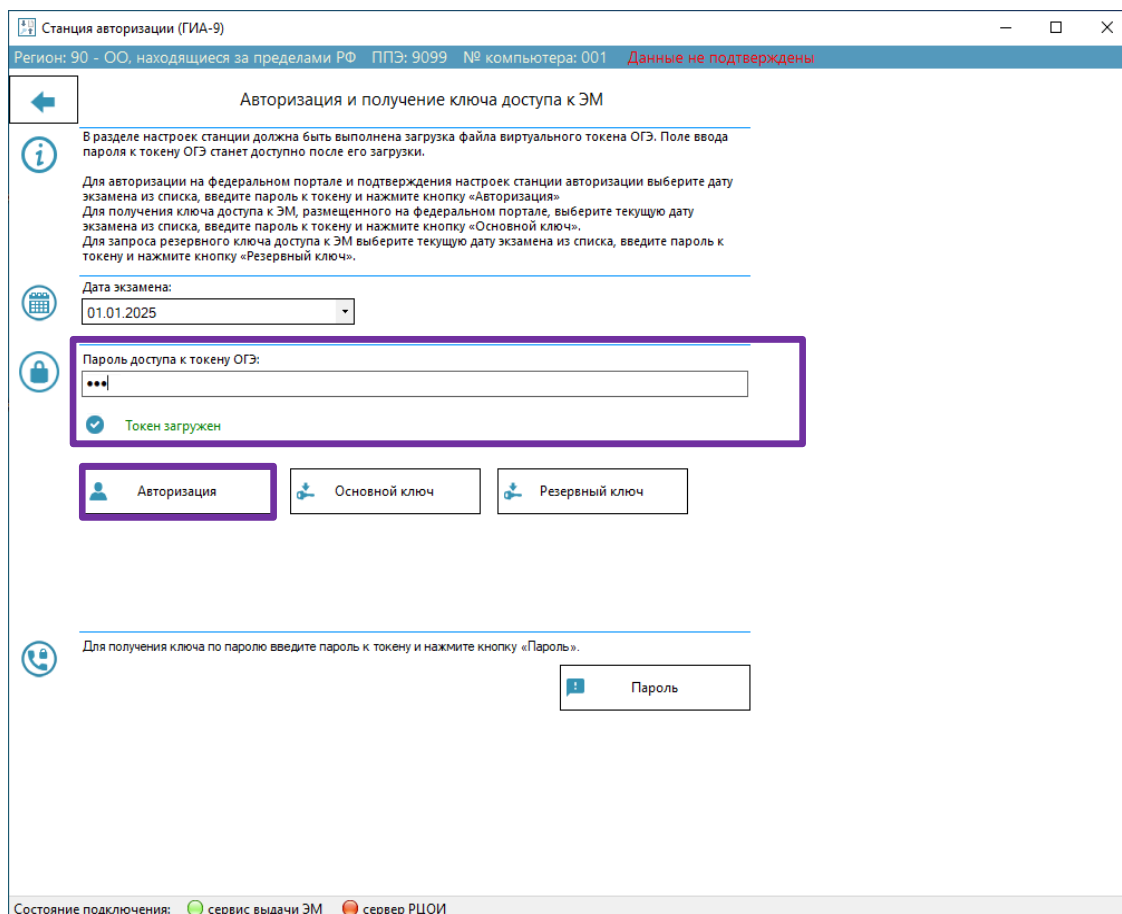 Станция авторизации (ГИА-9)
Регион: 90 - ОО, находящиеся за пределами РФ ППЭ: 9099 № компьютера: 001 Данные не подтверждены
Авторизация и получение ключа доступа к ЭМ
В разделе настроек станции должна быть выполнена загрузка файла виртуального токена ОГЭ. Поле ввода
пароля к токену ОГЭ станет доступно после его загрузки.
Для авторизации на федеральном портале и подтверждения настроек станции авторизации выберите дату
экзамена из списка, введите пароль к токену и нажмите кнопку «Авторизация»
Для получения ключа доступа к ЭМ, размещенного на федеральном портале, выберите текущую дату
экзамена из списка, введите пароль к токену и нажмите кнопку «Основной ключ».
Для запроса резервного ключа доступа к ЭМ выберите текущую дату экзамена из списка, введите пароль к
токену и нажмите кнопку «Резервный ключ».
Дата экзамена:
01.01.2025
Пароль доступа к токену ОГЭ:
•••
Токен загружен
Авторизация Основной ключ Резервный ключ
Для получения ключа по паролю введите пароль к токену и нажмите кнопку «Пароль».
Пароль
Состояние подключения: сервис выдачи ЭМ сервер РЦОИ